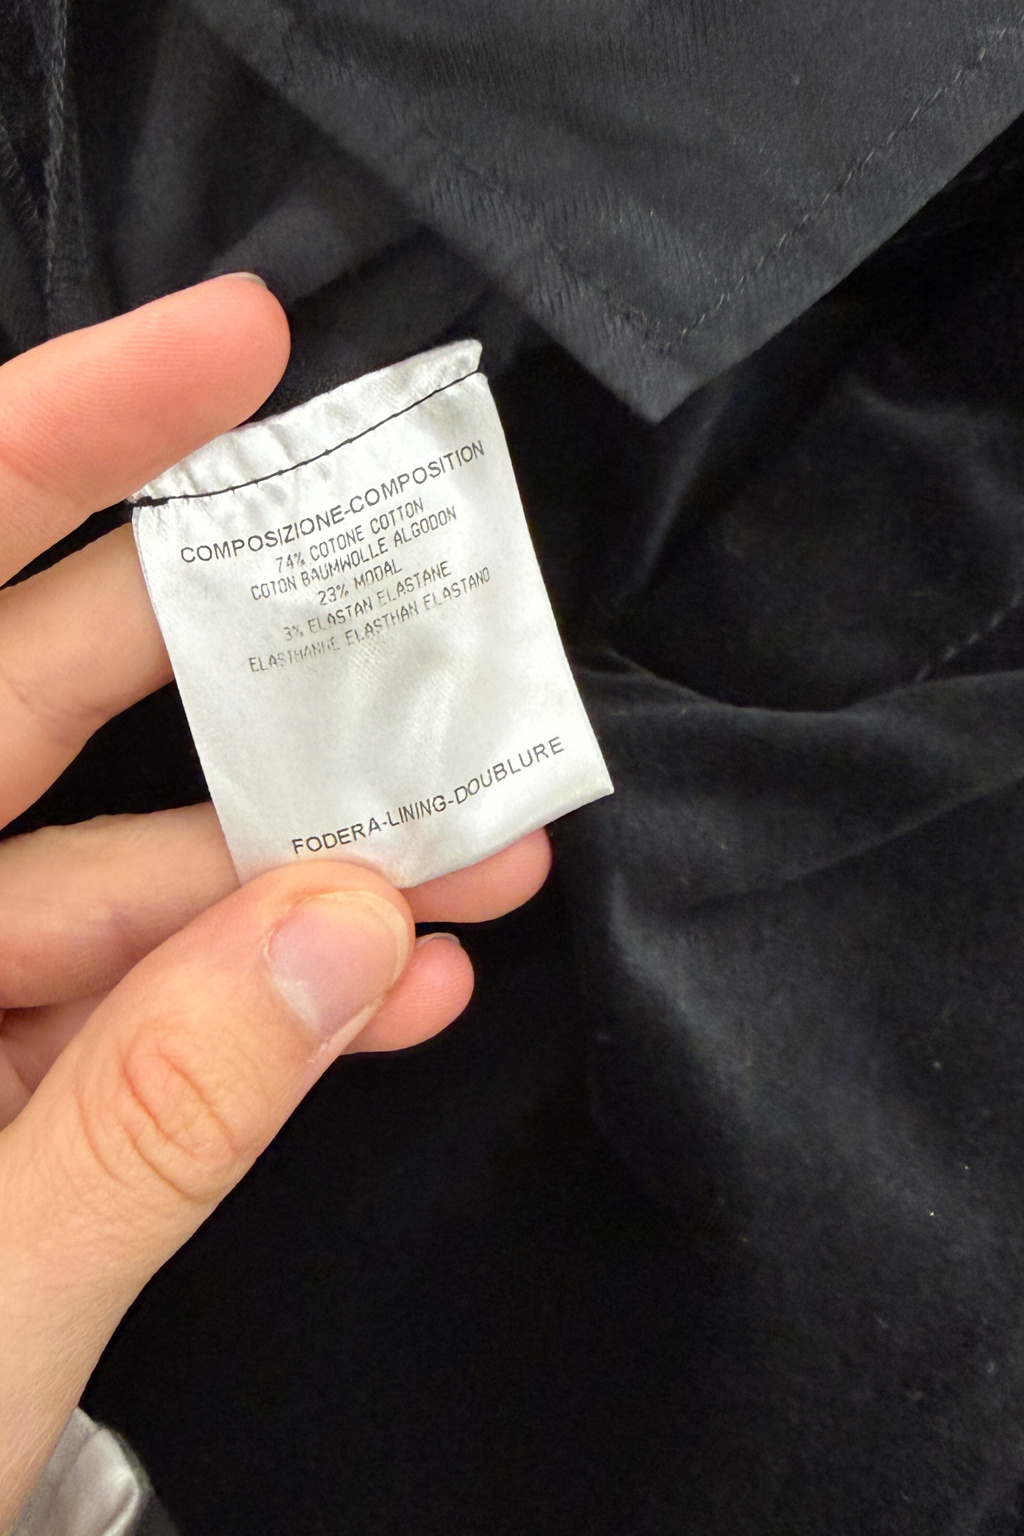 COMPOSIZIONE-COMPOSITION
74% COTONE COTTON
COTON BAUMWOLLE ALGODON
23% MODAL
3% ELASTAN ELASTANE
ELASTHANNE ELASTHAN ELASTANO
FODERA-LINING-DOUBLURE